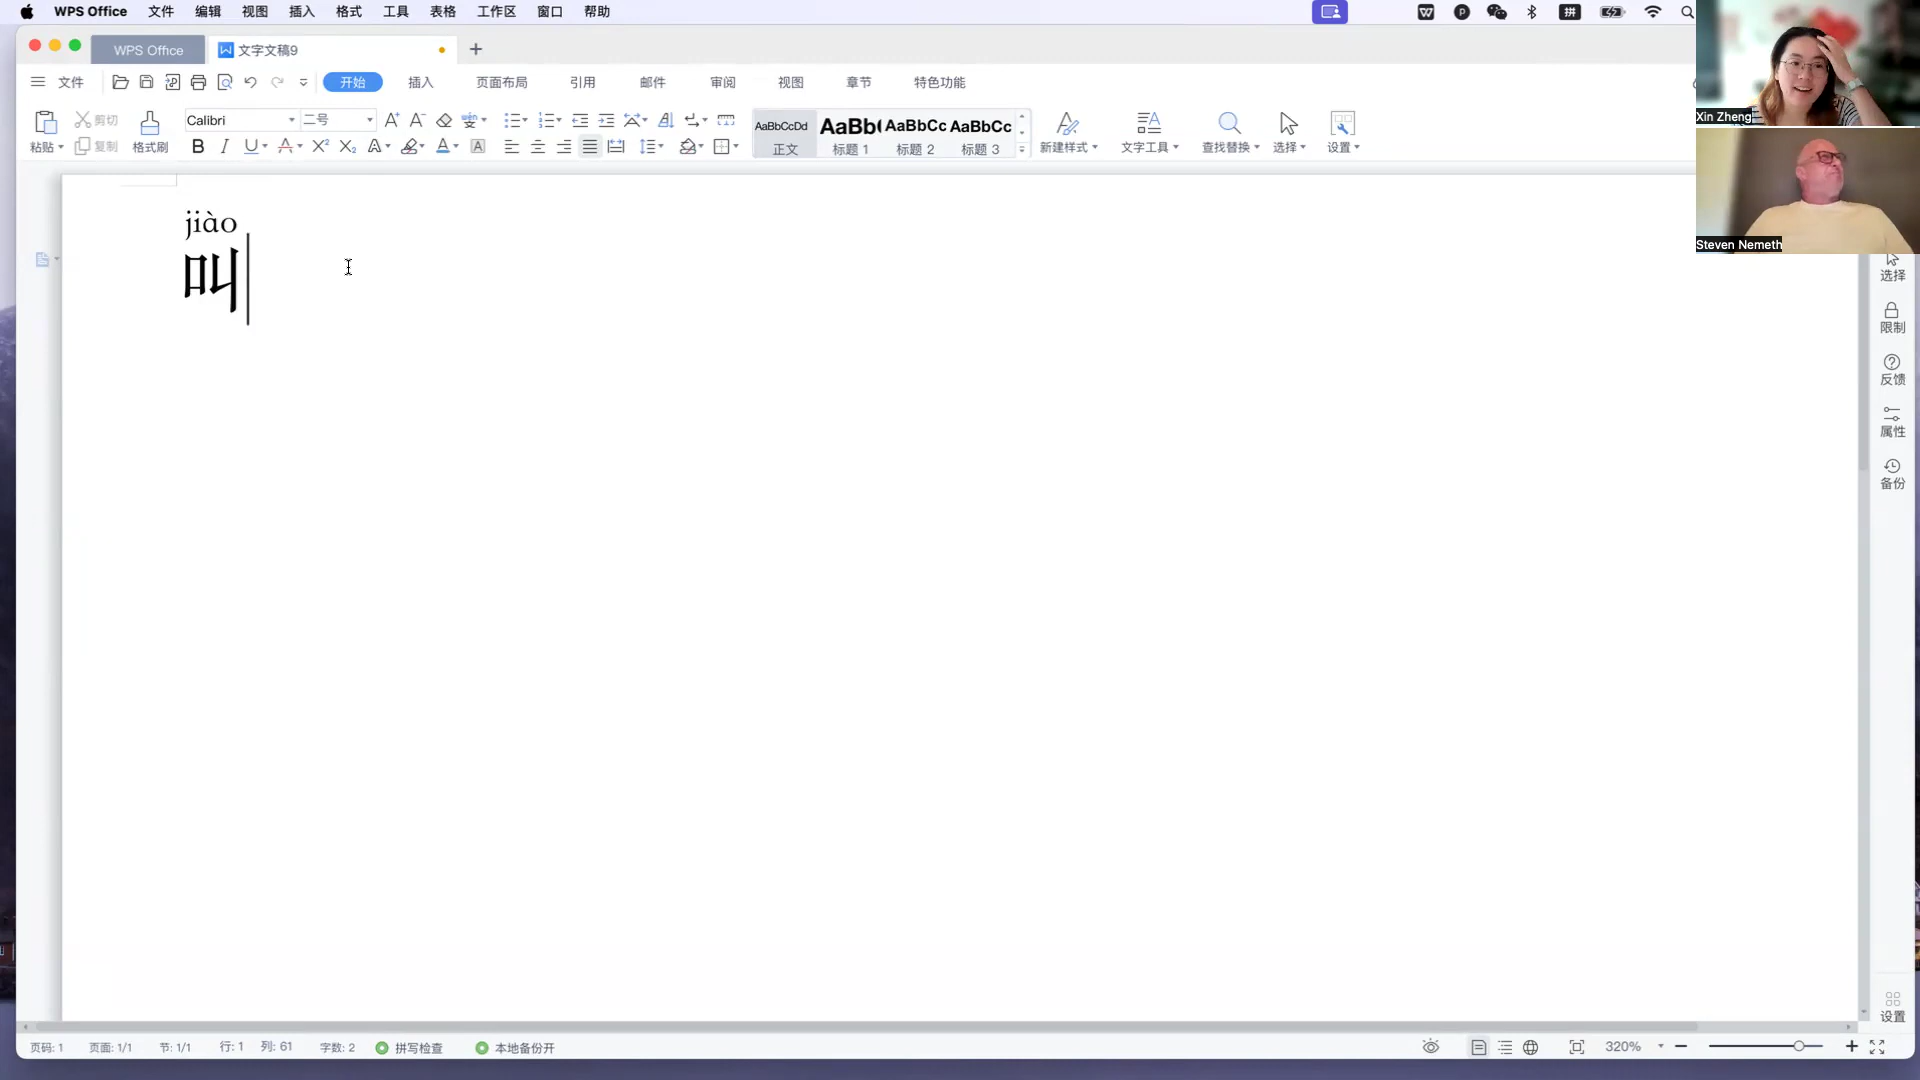 WPS Office 文件 编辑 视图 插入 格式 工具 表格 工作区 窗口 帮助
WPS Office 文字文稿9
文件 开始 插入 页面布局 引用 邮件 审阅 视图 章节 特色功能
粘贴 剪切 复制 格式刷
Calibri 二号
AaBbCcDd AaBb( AaBbCc AaBbCc
正文 标题 1 标题 2 标题 3
新建样式 文字工具 查找替换 选择 设置
Xin Zheng
Steven Nemeth
jiào
叫
选择
限制
反馈
属性
备份
设置
页码: 1 页面: 1/1 节: 1/1 行: 1 列: 61 字数: 2 拼写检查 本地备份开 320%